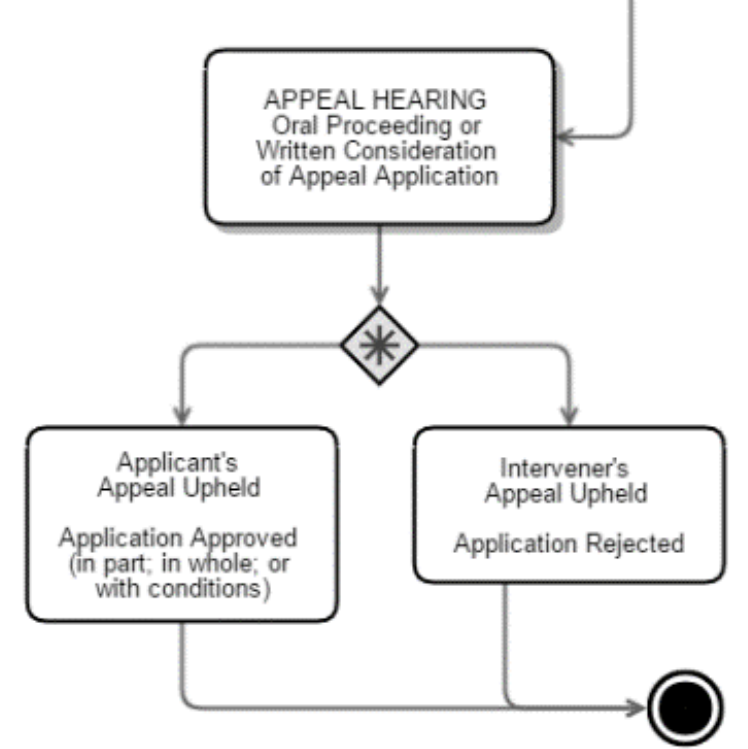 APPEAL HEARING
Oral Proceeding or
Written Consideration
of Appeal Application
Applicant's
Appeal Upheld
Application Approved
(in part; in whole; or
with conditions)
Intervener's
Appeal Upheld
Application Rejected